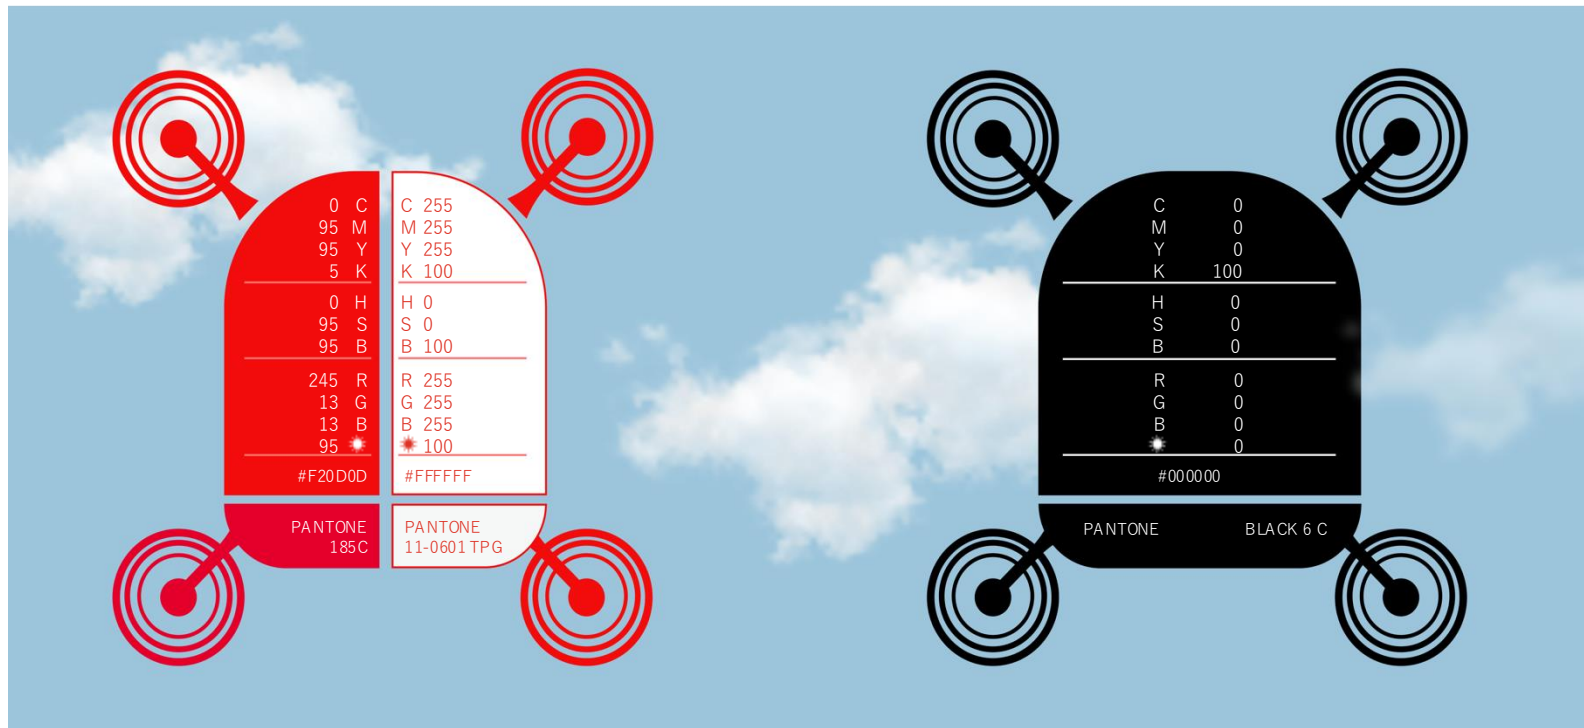 0 C
95 M
95 Y
5 K
0 H
95 S
95 B
245 R
13 G
13 B
95
#F20D0D
PANTONE
185C
C 255
M 255
Y 255
K 100
H 0
S 0
B 100
R 255
G 255
B 255
100
#FFFFFF
PANTONE
11-0601 TPG
C 0
M 0
Y 0
K 100
H 0
S 0
B 0
R 0
G 0
B 0
0
#000000
PANTONE BLACK 6 C